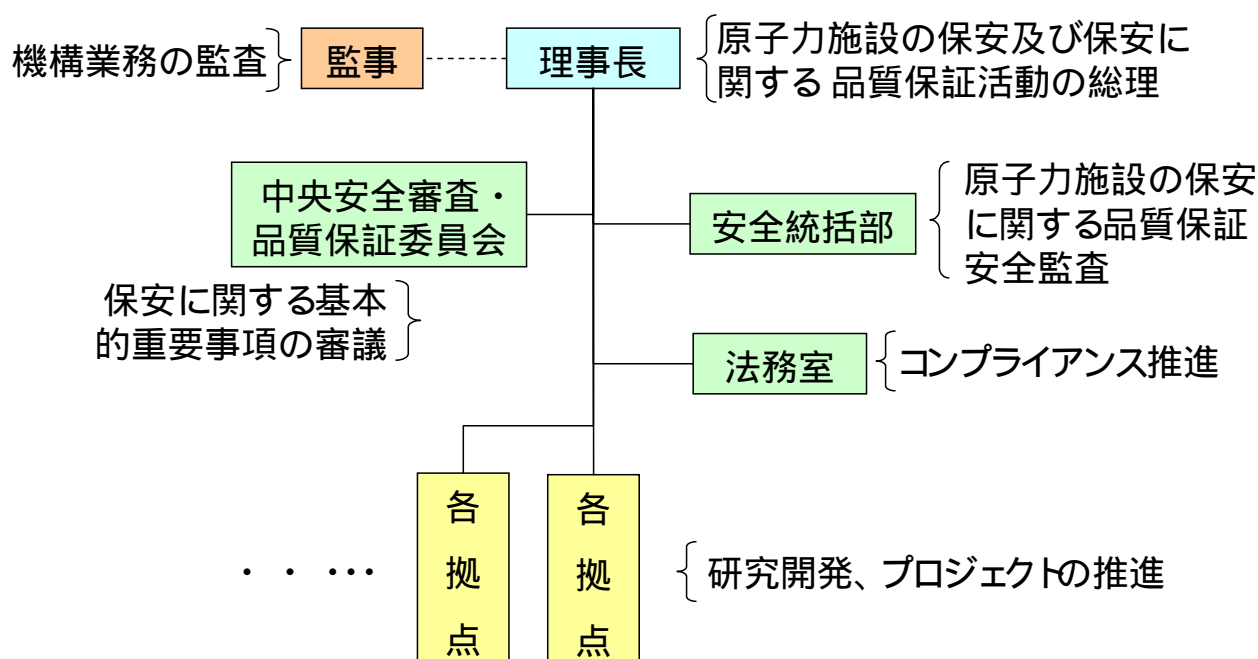 機構業務の監査
監事
理事長
原子力施設の保安及び保安に
関する品質保証活動の総理
中央安全審査・
品質保証委員会
保安に関する基本
的重要事項の審議
安全統括部
原子力施設の保安
に関する品質保証
安全監査
法務室
コンプライアンス推進
各拠点
各拠点
・ ・ ・・・
研究開発、プロジェクトの推進